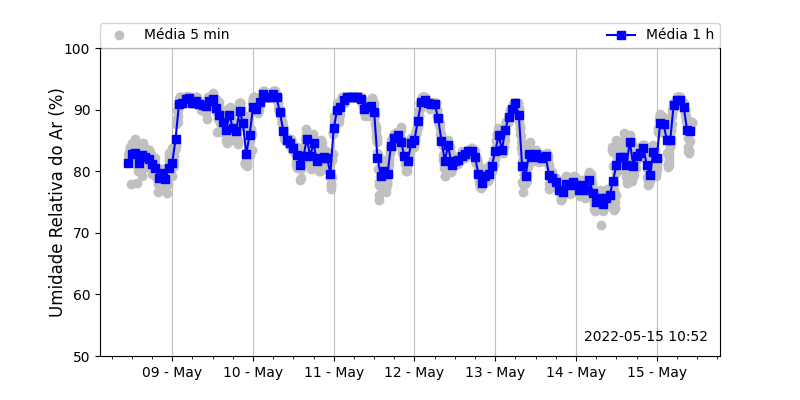 Média 5 min
Média 1 h
Umidade Relativa do Ar (%)
100
90
80
70
60
50
2022-05-15 10:52
09 - May
10 - May
11 - May
12 - May
13 - May
14 - May
15 - May